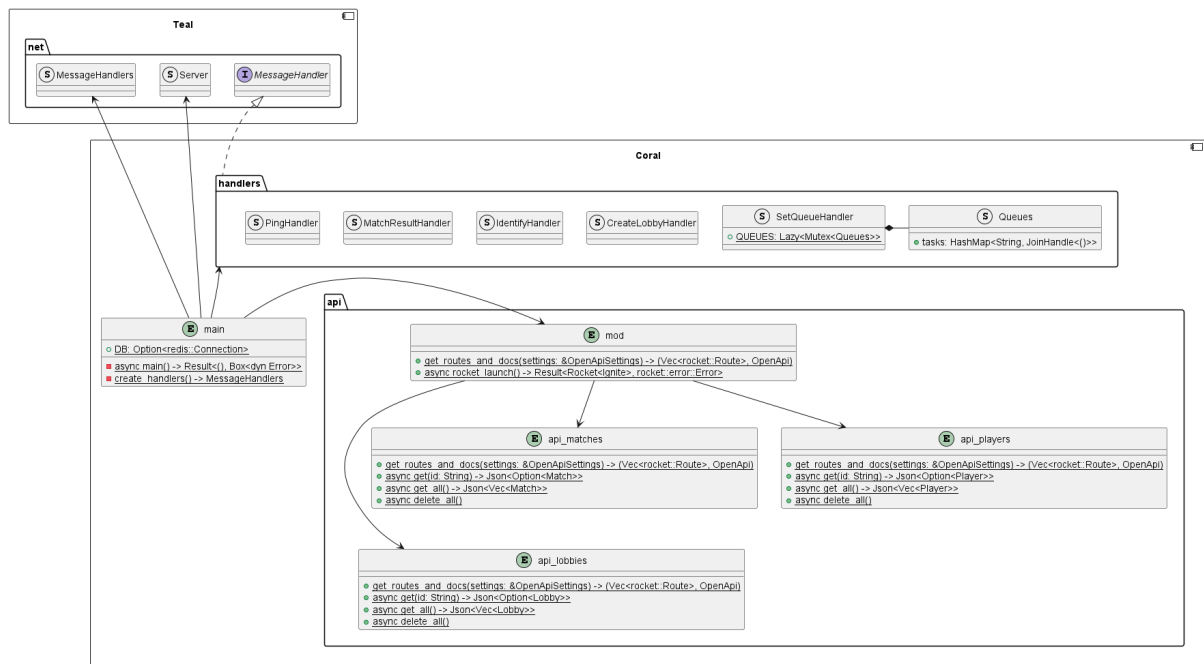 Teal
net
S MessageHandlers
S Server
I MessageHandler
Coral
handlers
S PingHandler
S MatchResultHandler
S IdentifyHandler
S CreateLobbyHandler
S SetQueueHandler
QUEUES: Lazy<Mutex<Queues>>
S Queues
tasks: HashMap<String, JoinHandle<()>>
E main
DB: Option<redis::Connection>
async main() -> Result<(), Box<dyn Error>>
create_handlers() -> MessageHandlers
api
E mod
get_routes_and_docs(settings: &OpenApiSettings) -> (Vec<rocket::Route>, OpenApi)
async rocket_launch() -> Result<Rocket<Ignite>, rocket::error::Error>
E api_matches
get_routes_and_docs(settings: &OpenApiSettings) -> (Vec<rocket::Route>, OpenApi)
async get(id: String) -> Json<Option<Match>>
async get_all() -> Json<Vec<Match>>
async delete_all()
E api_players
get_routes_and_docs(settings: &OpenApiSettings) -> (Vec<rocket::Route>, OpenApi)
async get(id: String) -> Json<Option<Player>>
async get_all() -> Json<Vec<Player>>
async delete_all()
E api_lobbies
get_routes_and_docs(settings: &OpenApiSettings) -> (Vec<rocket::Route>, OpenApi)
async get(id: String) -> Json<Option<Lobby>>
async get_all() -> Json<Vec<Lobby>>
async delete_all()